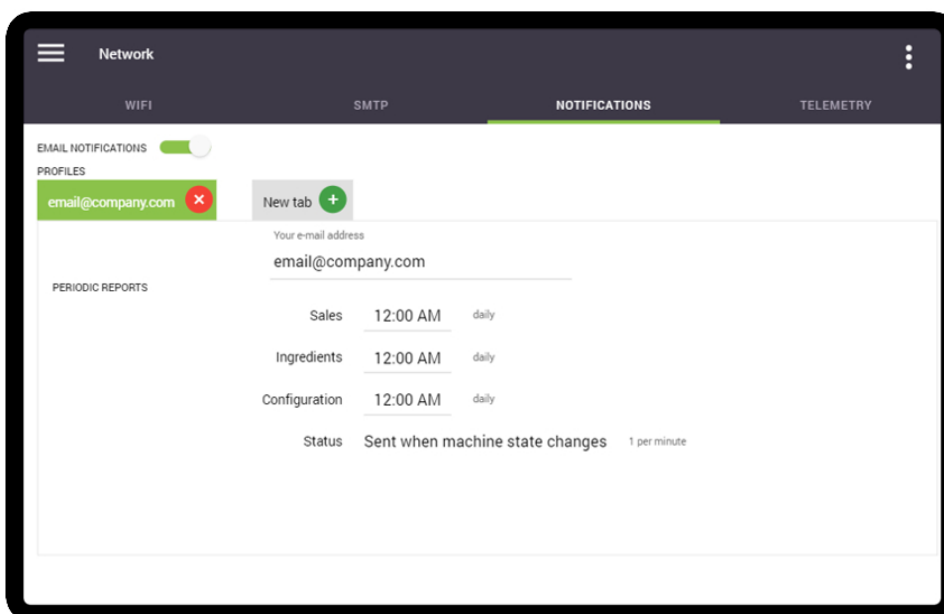 Network
WIFI SMTP NOTIFICATIONS TELEMETRY
EMAIL NOTIFICATIONS
PROFILES
email@company.com New tab
Your e-mail address
email@company.com
PERIODIC REPORTS
Sales 12:00 AM daily
Ingredients 12:00 AM daily
Configuration 12:00 AM daily
Status Sent when machine state changes 1 per minute